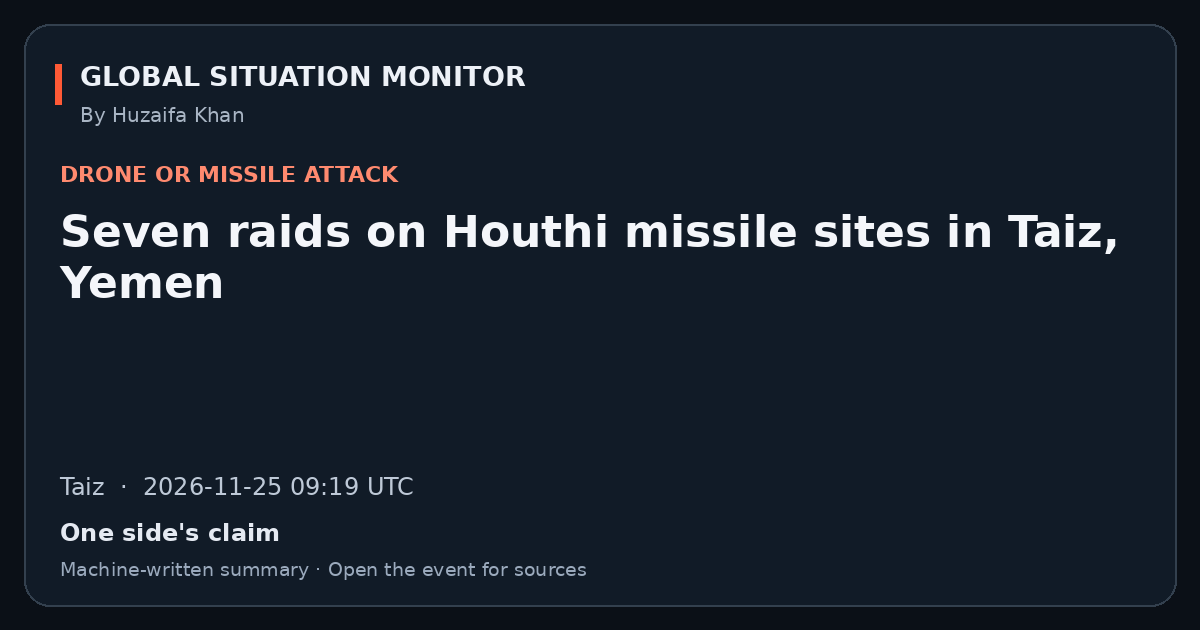 GLOBAL SITUATION MONITOR
By Huzaifa Khan
DRONE OR MISSILE ATTACK
Seven raids on Houthi missile sites in Taiz,
Yemen
Taiz · 2026-11-25 09:19 UTC
One side's claim
Machine-written summary · Open the event for sources